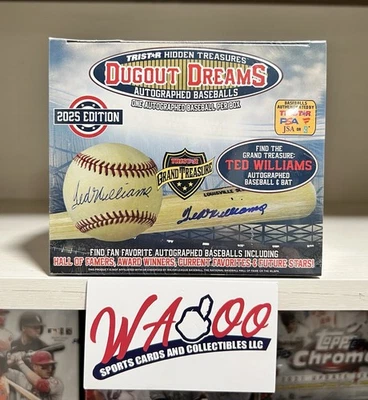 TRISTAR HIDDEN TREASURES
DUGOUT DREAMS
AUTOGRAPHED BASEBALLS
ONE AUTOGRAPHED BASEBALL PER BOX
2025 EDITION
BASEBALLS
TRISTAR
PSA
JSA
FIND THE
GRAND TREASURE:
TED WILLIAMS
AUTOGRAPHED
BASEBALL & BAT
TRISTAR
GRAND TREASURE
Ted Williams
LOUISVILLE
Ted Williams
FIND FAN FAVORITE AUTOGRAPHED BASEBALLS INCLUDING
HALL OF FAMERS, AWARD WINNERS, CURRENT FAVORITES & FUTURE STARS!
WAHOO
SPORTS CARDS AND COLLECTIBLES LLC
TOPPS
Chrome